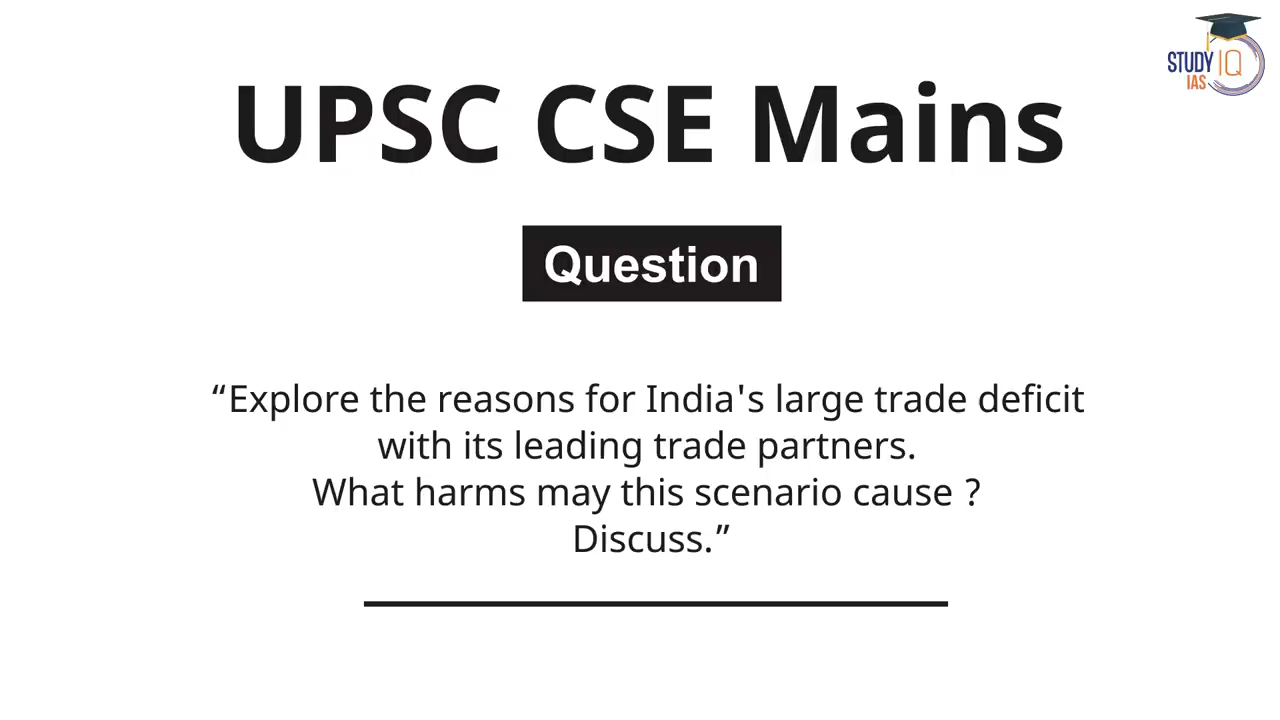 STUDY IQ
IAS
UPSC CSE Mains
Question
“Explore the reasons for India's large trade deficit
with its leading trade partners.
What harms may this scenario cause ?
Discuss.”